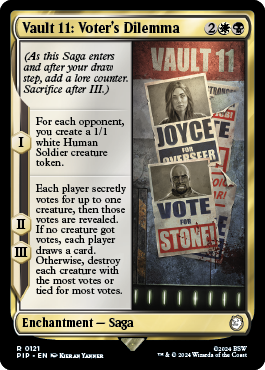 Vault 11: Voter's Dilemma 2
(As this Saga enters
and after your draw
step, add a lore counter.
Sacrifice after III.)
I
For each opponent,
you create a 1/1
white Human
Soldier creature
token.
II
III
Each player secretly
votes for up to one
creature, then those
votes are revealed.
If no creature got
votes, each player
draws a card.
Otherwise, destroy
each creature with
the most votes or
tied for most votes.
VAULT 11
JOYCE
FOR OVERSEER
VOTE
FOR
STONE!
Enchantment — Saga
R 0121
PIP • EN Kieran Yanner
©2024 BSW
™ & © 2024 Wizards of the Coast